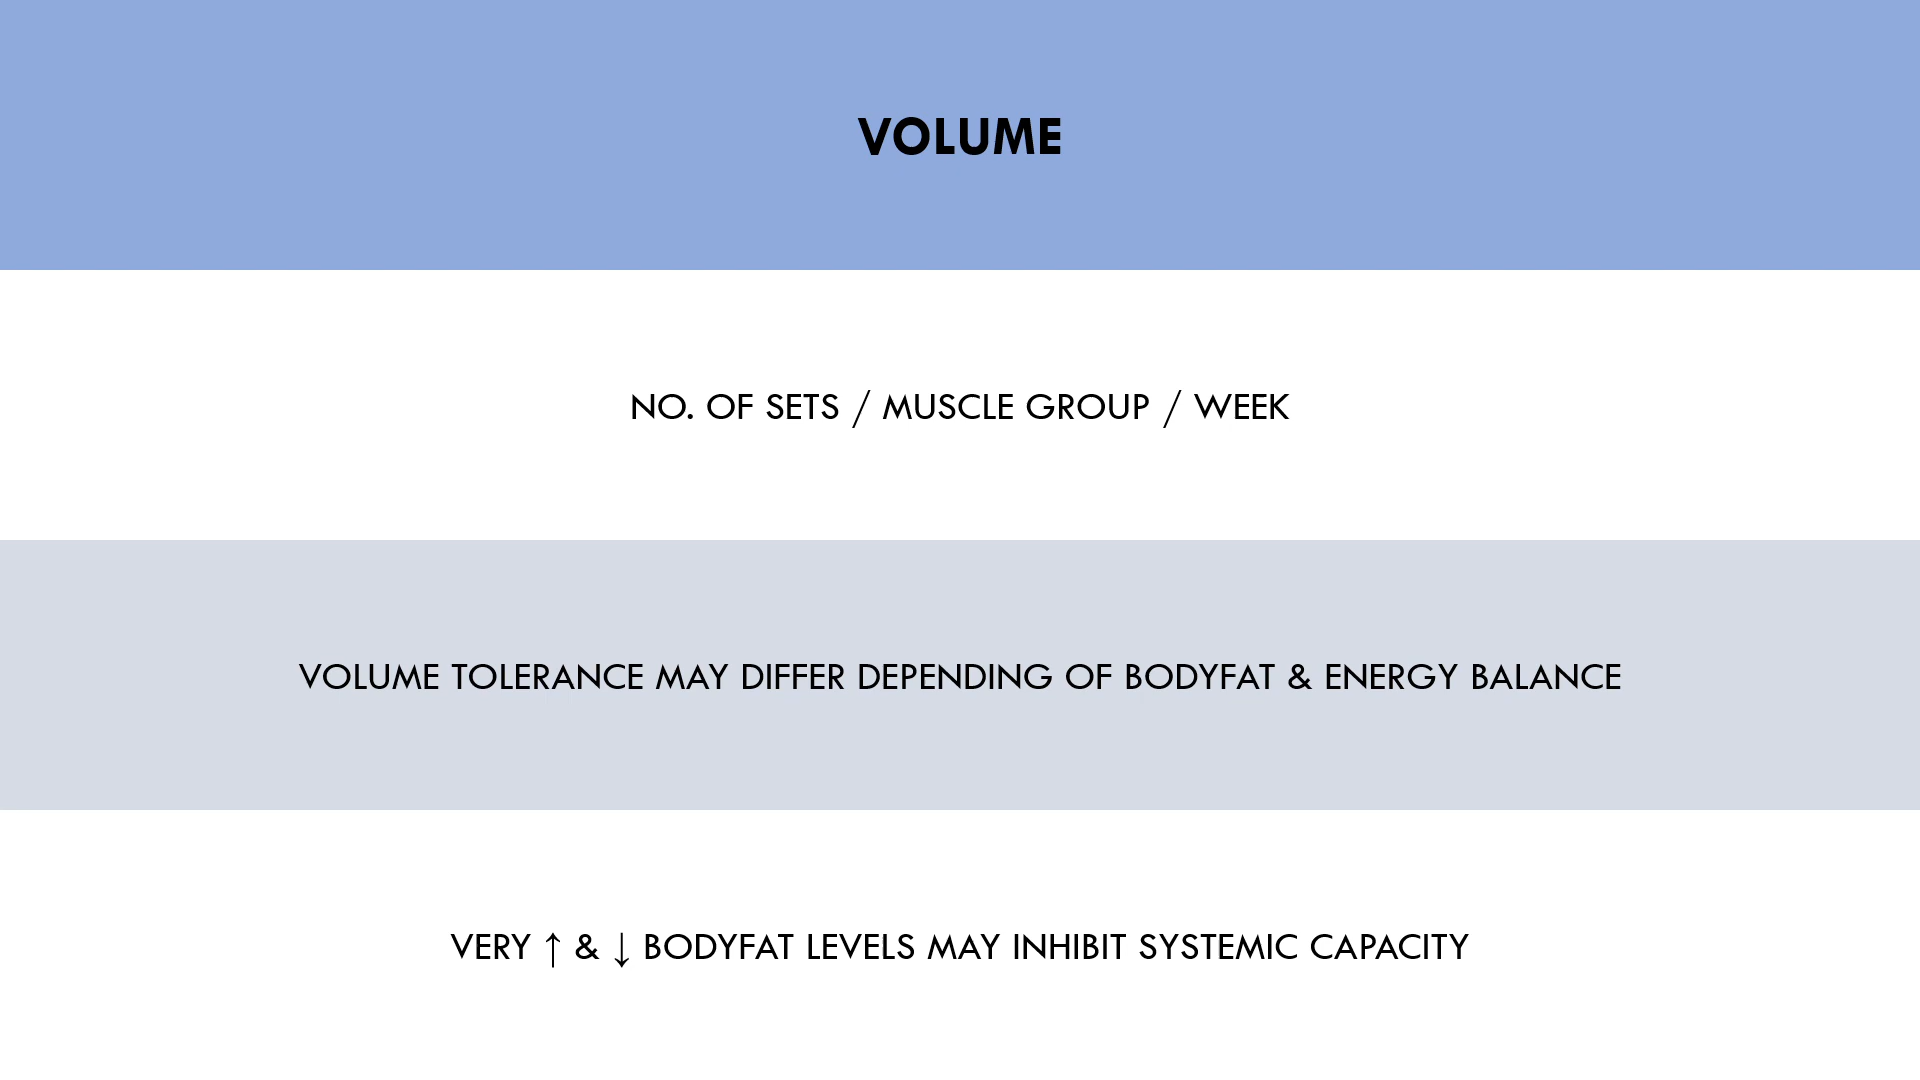 VOLUME
NO. OF SETS / MUSCLE GROUP / WEEK
VOLUME TOLERANCE MAY DIFFER DEPENDING OF BODYFAT & ENERGY BALANCE
VERY ↑ & ↓ BODYFAT LEVELS MAY INHIBIT SYSTEMIC CAPACITY